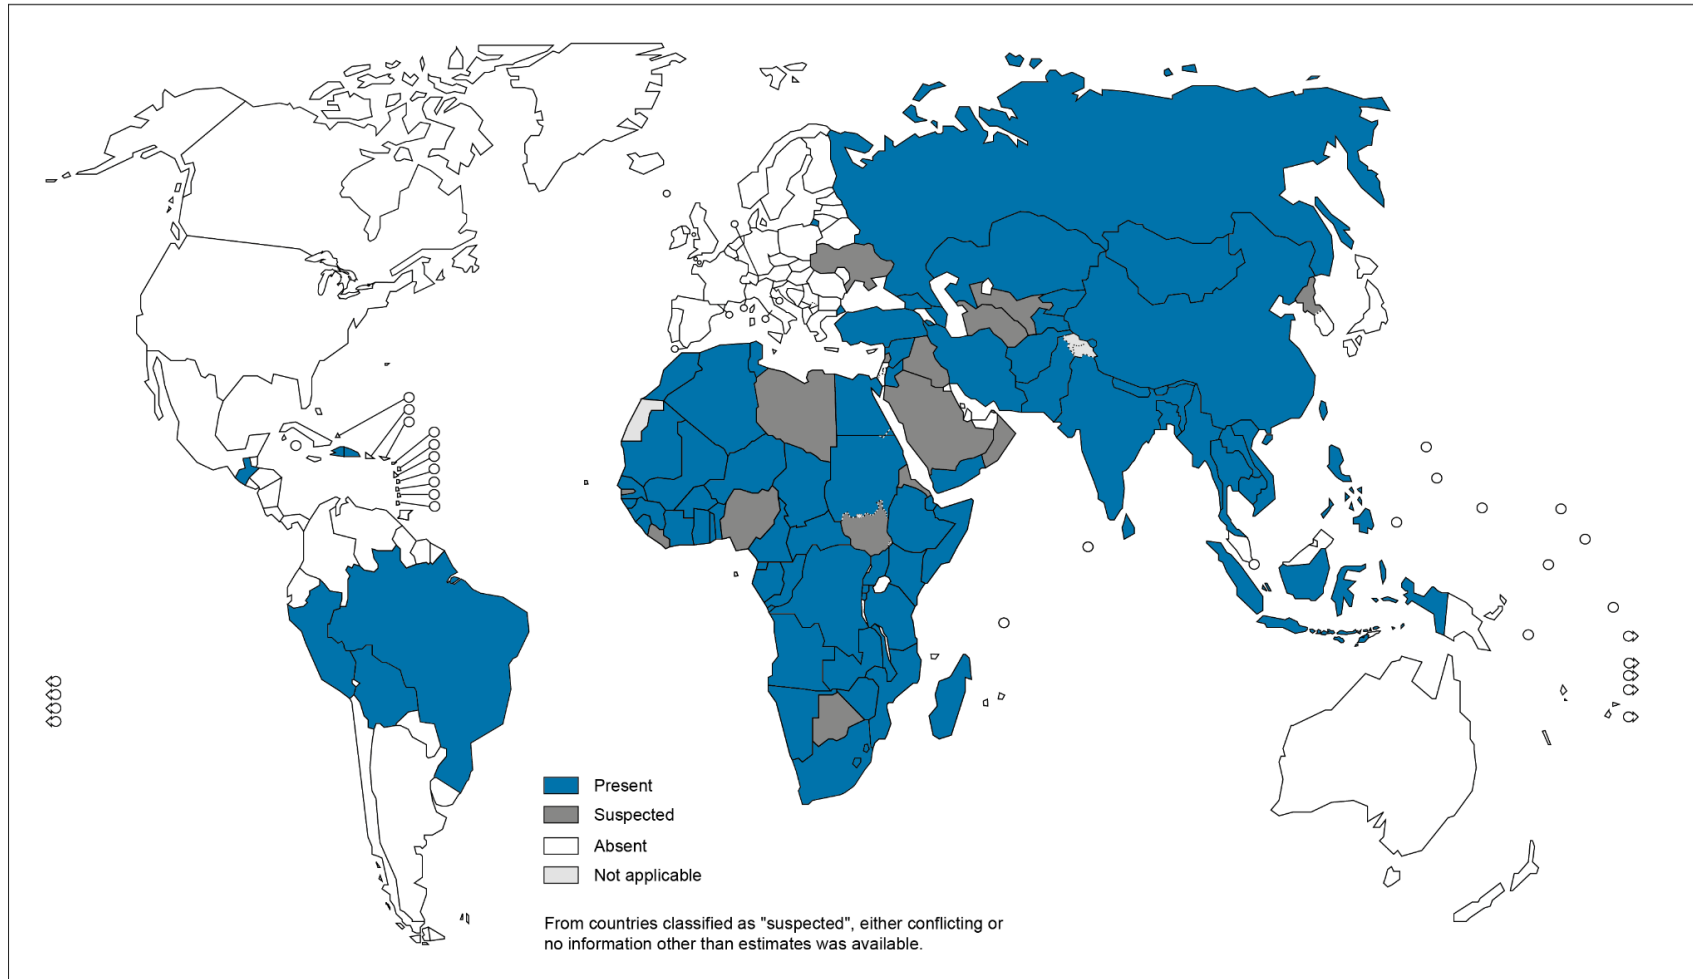 Present
Suspected
Absent
Not applicable
From countries classified as "suspected", either conflicting or
no information other than estimates was available.